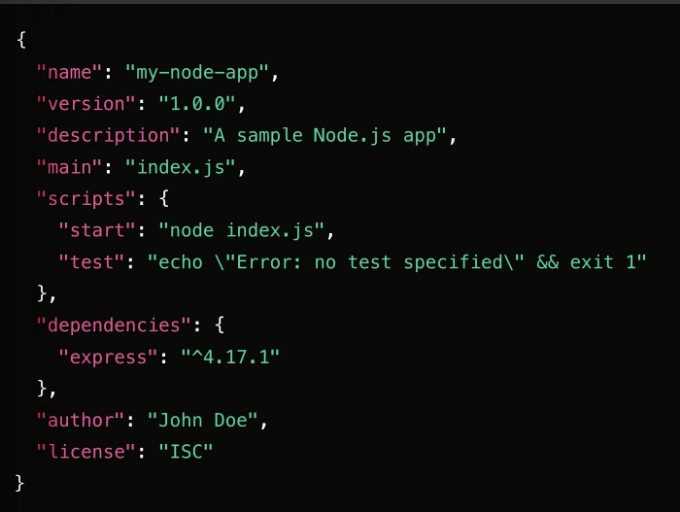 {
  "name": "my-node-app",
  "version": "1.0.0",
  "description": "A sample Node.js app",
  "main": "index.js",
  "scripts": {
    "start": "node index.js",
    "test": "echo \"Error: no test specified\" && exit 1"
  },
  "dependencies": {
    "express": "^4.17.1"
  },
  "author": "John Doe",
  "license": "ISC"
}